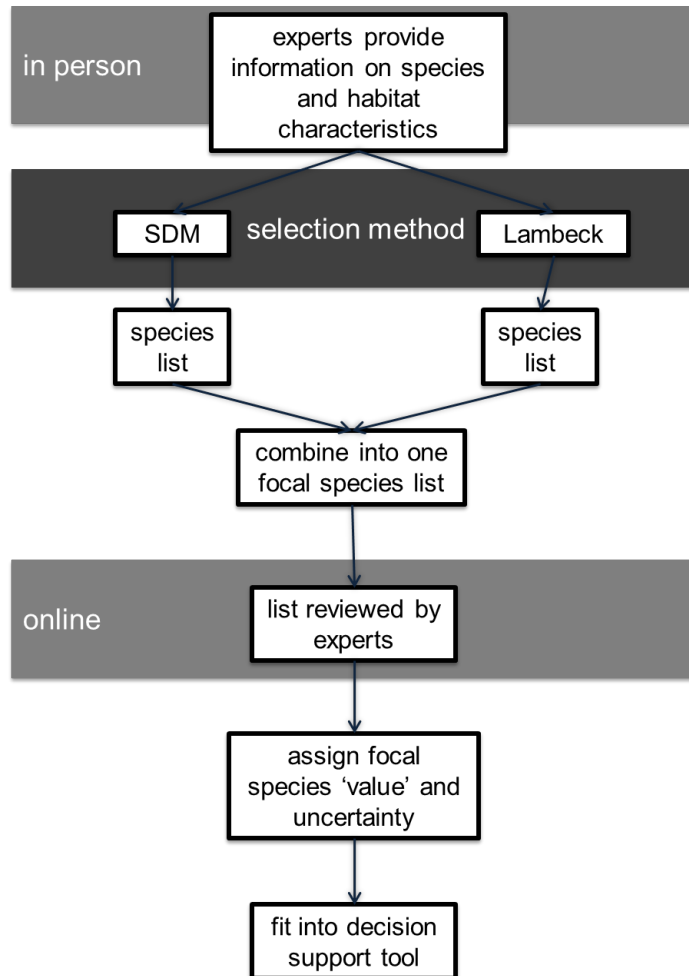 in person
experts provide
information on species
and habitat
characteristics
SDM
selection method
Lambeck
species
list
species
list
combine into one
focal species list
online
list reviewed by
experts
assign focal
species ‘value’ and
uncertainty
fit into decision
support tool